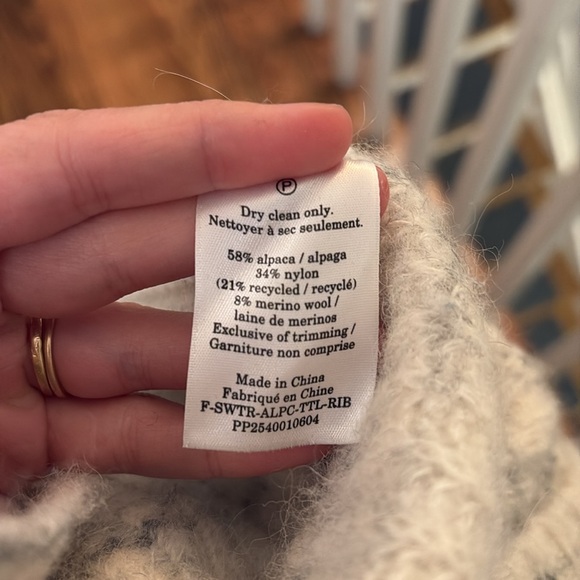 P
Dry clean only.
Nettoyer à sec seulement.
58% alpaca / alpaga
34% nylon
(21% recycled / recyclé)
8% merino wool /
laine de merinos
Exclusive of trimming /
Garniture non comprise
Made in China
Fabriqué en Chine
F-SWTR-ALPC-TTL-RIB
PP2540010604